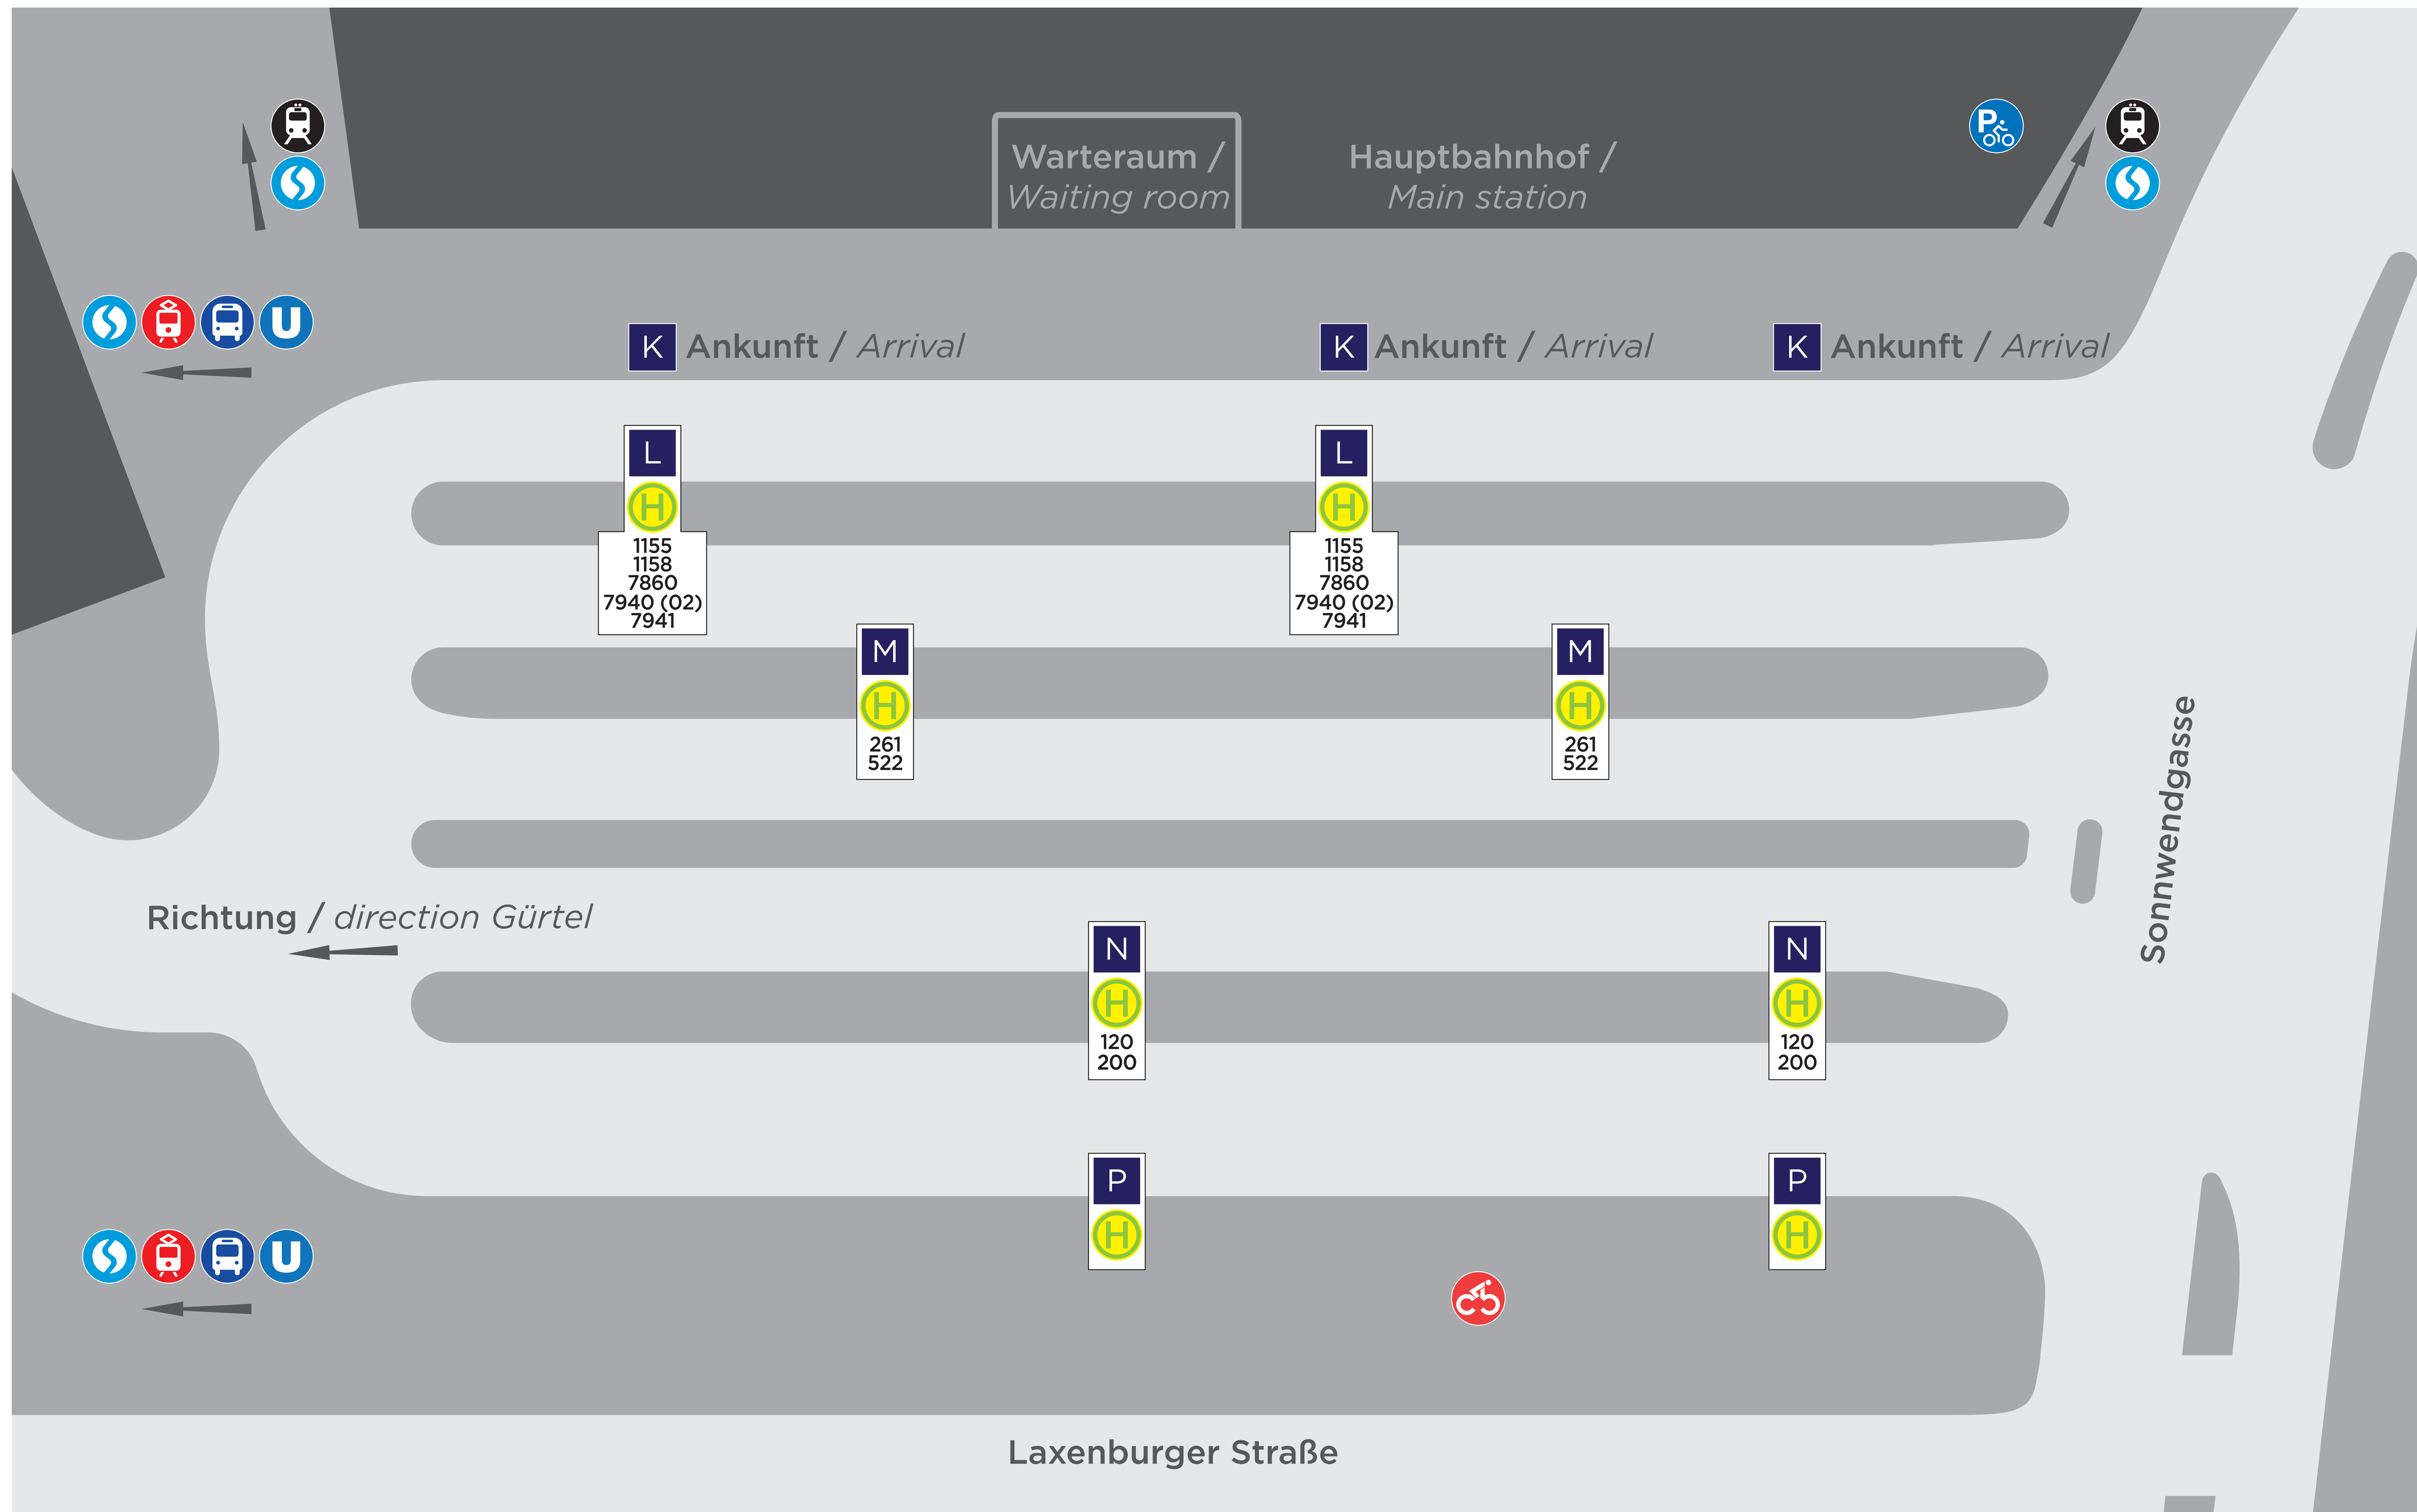 Warteraum /
Waiting room
Hauptbahnhof /
Main station
P
U
K Ankunft / Arrival
K Ankunft / Arrival
K Ankunft / Arrival
L
H
1155
1158
7860
7940 (02)
7941
L
H
1155
1158
7860
7940 (02)
7941
M
H
261
522
M
H
261
522
Sonnwendgasse
Richtung / direction Gürtel
N
H
120
200
N
H
120
200
P
H
P
H
U
Laxenburger Straße